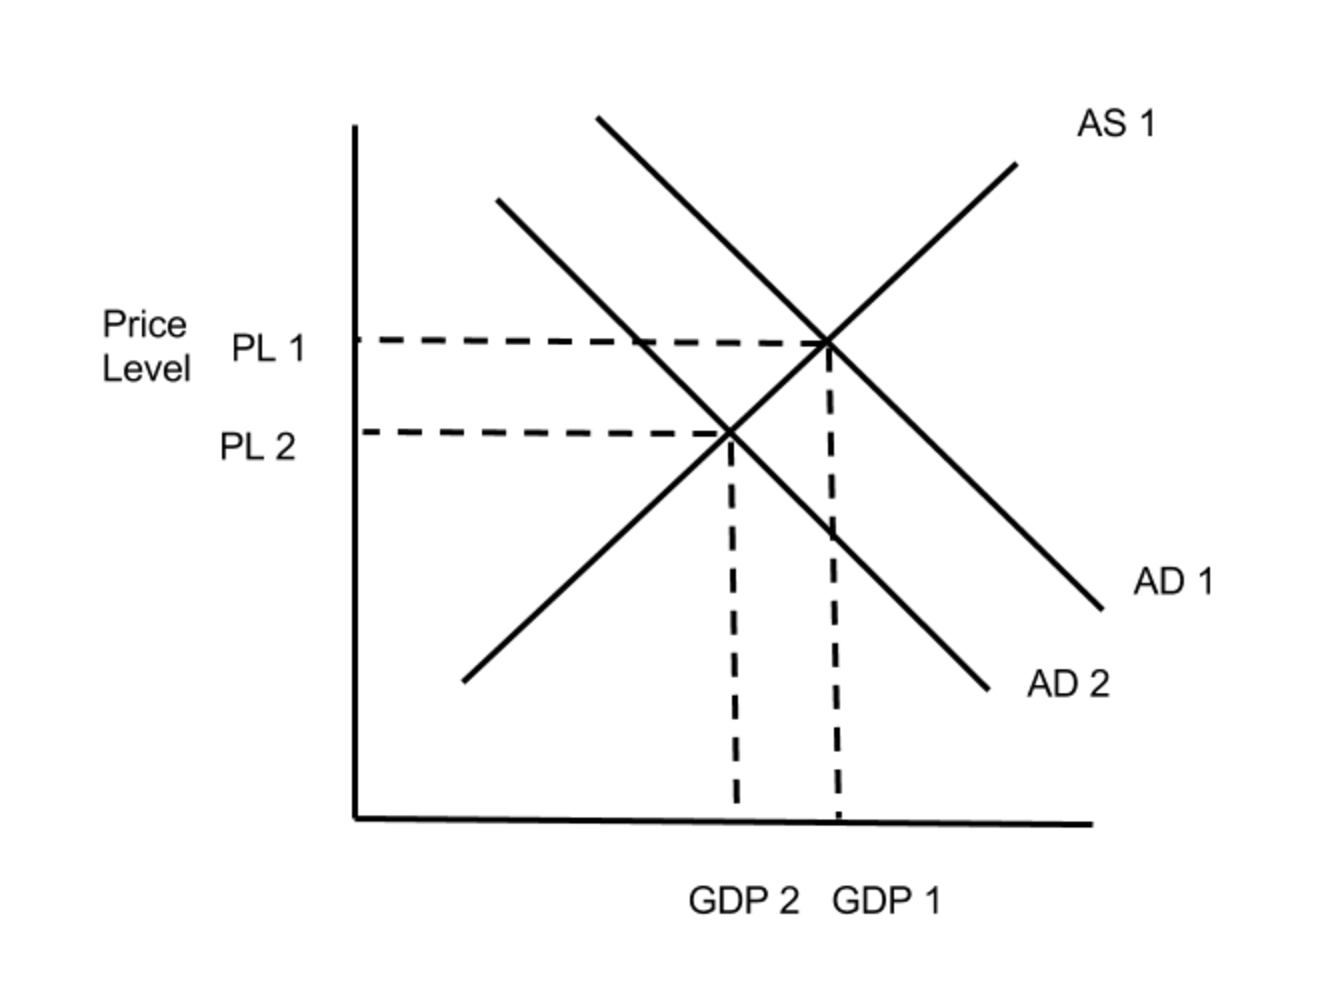 AS 1
Price
Level
PL 1
PL 2
AD 1
AD 2
GDP 2
GDP 1